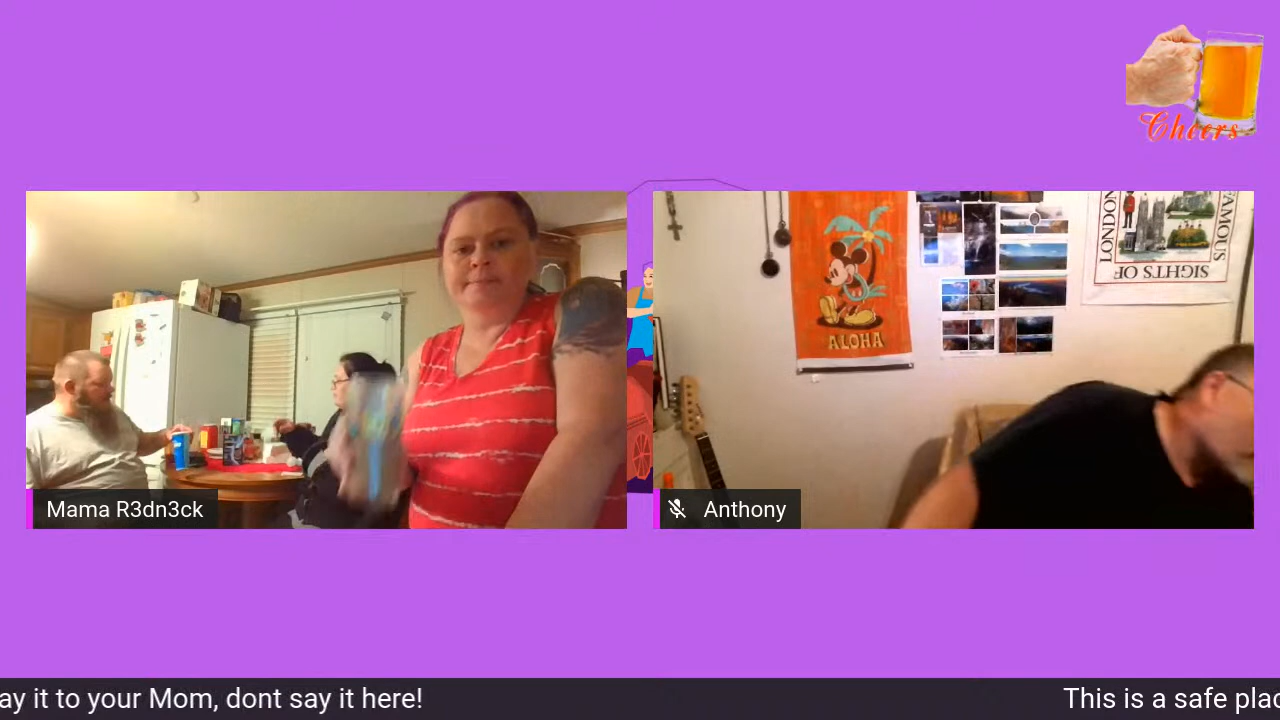 Cheers
ALOHA
FAMOUS
SIGHTS OF
LONDON
Mama R3dn3ck
Anthony
ay it to your Mom, dont say it here!
This is a safe plac